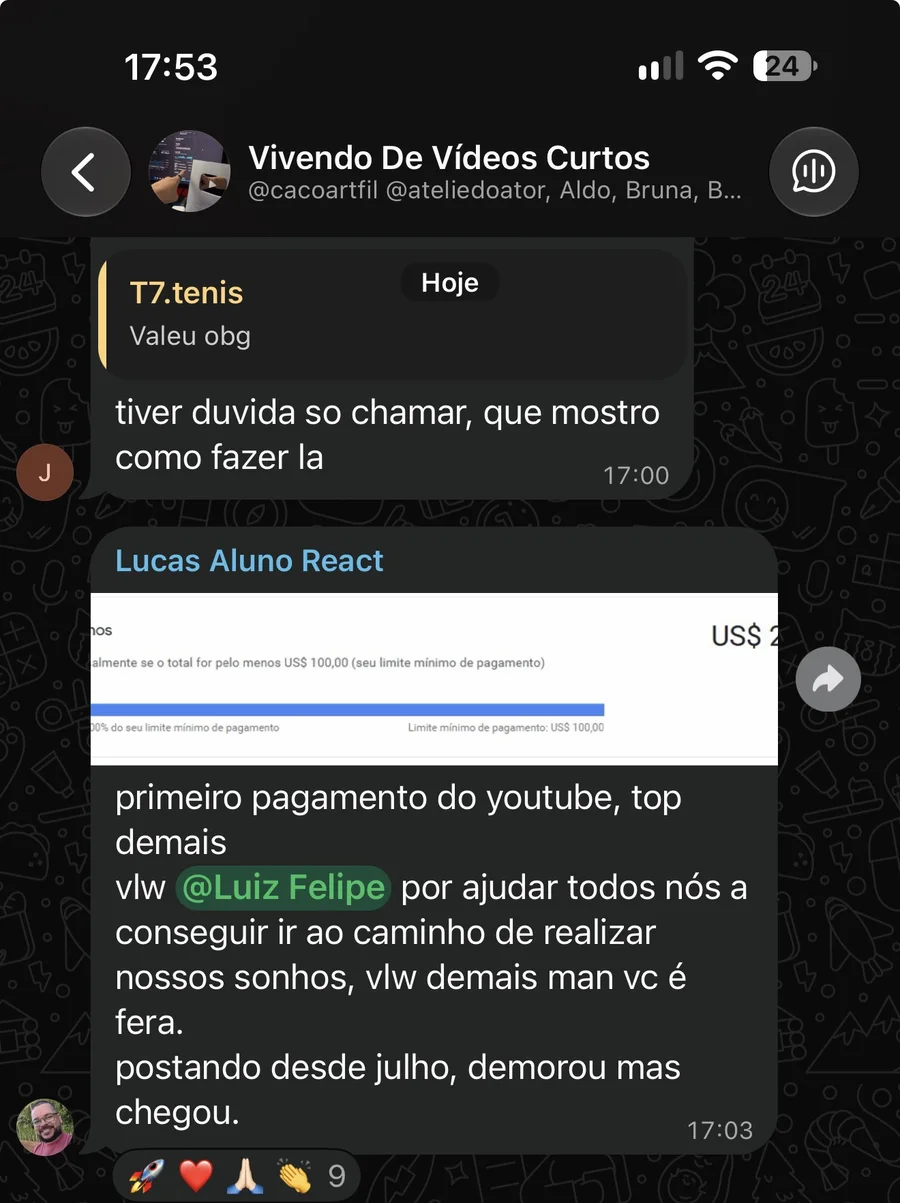 17:53
24
Vivendo De Vídeos Curtos
@cacoartfil @ateliedoator, Aldo, Bruna, B...
T7.tenis
Hoje
Valeu obg
tiver duvida so chamar, que mostro
como fazer la
17:00
J
Lucas Aluno React
nos
US$ 2
almente se o total for pelo menos US$ 100,00 (seu limite mínimo de pagamento)
00% do seu limite mínimo de pagamento
Limite mínimo de pagamento: US$ 100,00
primeiro pagamento do youtube, top
demais
vlw @Luiz Felipe por ajudar todos nós a
conseguir ir ao caminho de realizar
nossos sonhos, vlw demais man vc é
fera.
postando desde julho, demorou mas
chegou.
17:03
9